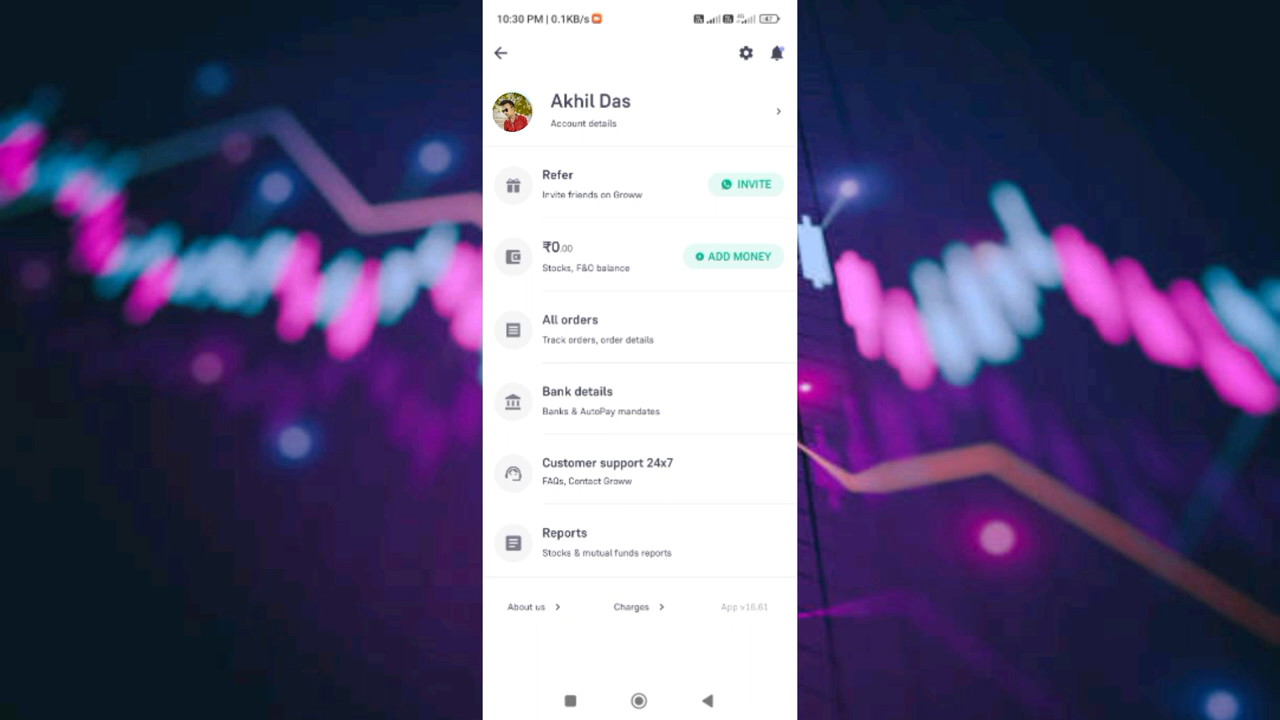 10:30 PM | 0.1KB/s
47
Akhil Das
Account details
Refer
Invite friends on Groww
INVITE
₹0.00
Stocks, F&O balance
ADD MONEY
All orders
Track orders, order details
Bank details
Banks & AutoPay mandates
Customer support 24x7
FAQs, Contact Groww
Reports
Stocks & mutual funds reports
About us
Charges
App v16.61